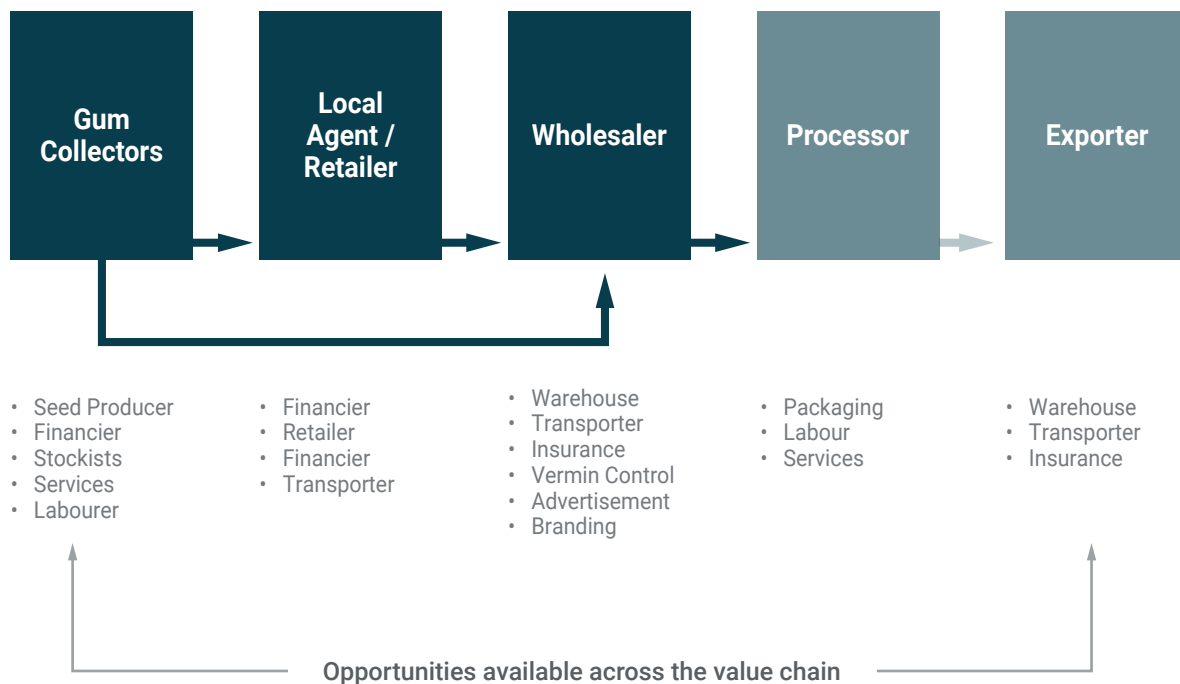 Gum
Collectors
Local
Agent /
Retailer
Wholesaler
Processor
Exporter
• Seed Producer
• Financier
• Stockists
• Services
• Labourer
• Financier
• Retailer
• Financier
• Transporter
• Warehouse
• Transporter
• Insurance
• Vermin Control
• Advertisement
• Branding
• Packaging
• Labour
• Services
• Warehouse
• Transporter
• Insurance
Opportunities available across the value chain